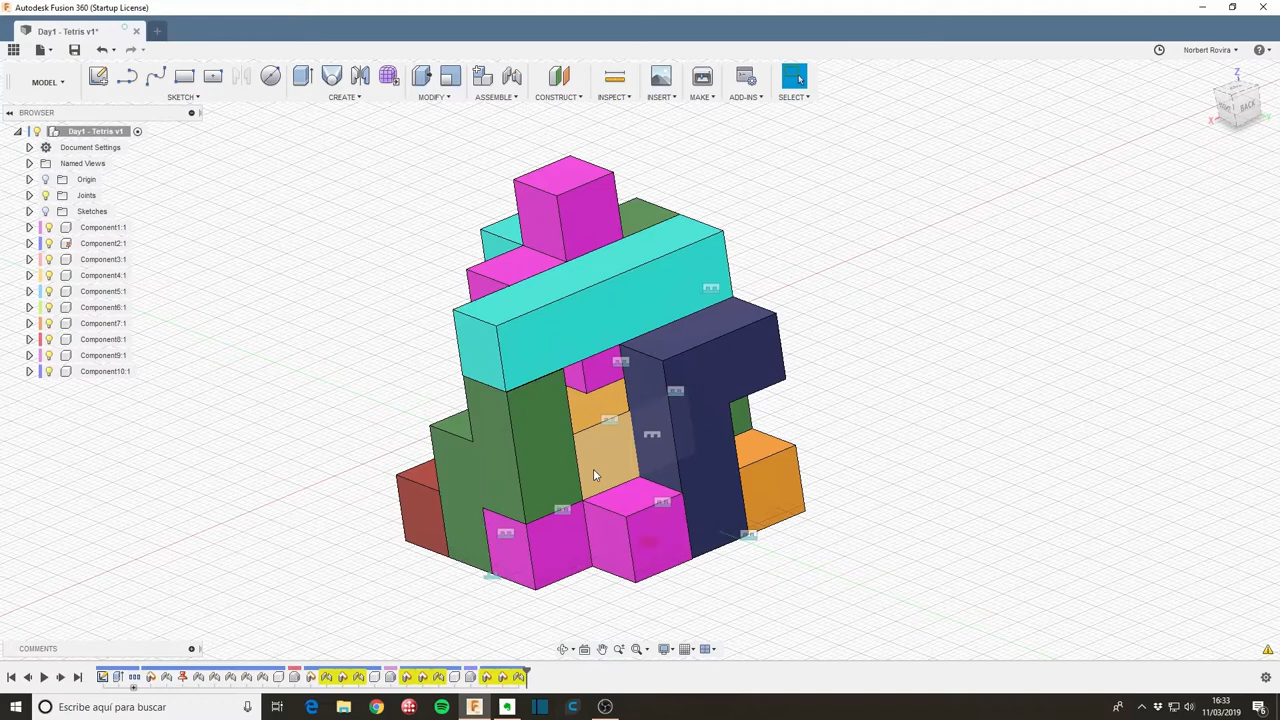 Autodesk Fusion 360 (Startup License)
Day1 - Tetris v1*
Norbert Rovira
MODEL
SKETCH
CREATE
MODIFY
ASSEMBLE
CONSTRUCT
INSPECT
INSERT
MAKE
ADD-INS
SELECT
BROWSER
Day1 - Tetris v1
Document Settings
Named Views
Origin
Joints
Sketches
Component1:1
Component2:1
Component3:1
Component4:1
Component5:1
Component6:1
Component7:1
Component8:1
Component9:1
Component10:1
Z
BACK
X
COMMENTS
Escribe aquí para buscar
16:33
11/03/2019